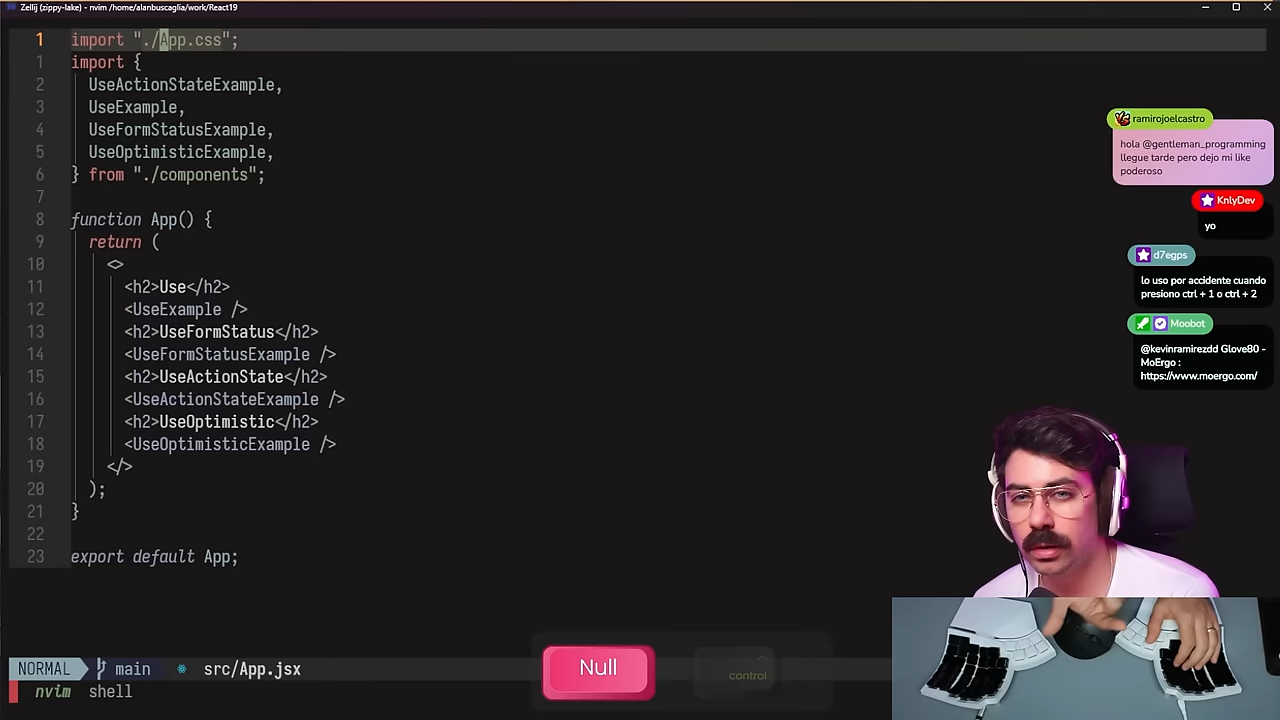 Zellij (zippy-lake) - nvim /home/alanbuscaglia/work/React19
1 import "./App.css";
1 import {
2 UseActionStateExample,
3 UseExample,
4 UseFormStatusExample,
5 UseOptimisticExample,
6 } from "./components";
7
8 function App() {
9 return (
10 <>
11 <h2>Use</h2>
12 <UseExample />
13 <h2>UseFormStatus</h2>
14 <UseFormStatusExample />
15 <h2>UseActionState</h2>
16 <UseActionStateExample />
17 <h2>UseOptimistic</h2>
18 <UseOptimisticExample />
19 </>
20 );
21 }
22
23 export default App;
NORMAL main src/App.jsx
nvim shell
Null
control
ramirojoelcastro
hola @gentleman_programming
llegue tarde pero dejo mi like
poderoso
KnlyDev
yo
d7egps
lo uso por accidente cuando
presiono ctrl + 1 o ctrl + 2
Moobot
@kevinramirezdd Glove80 -
MoErgo :
https://www.moergo.com/